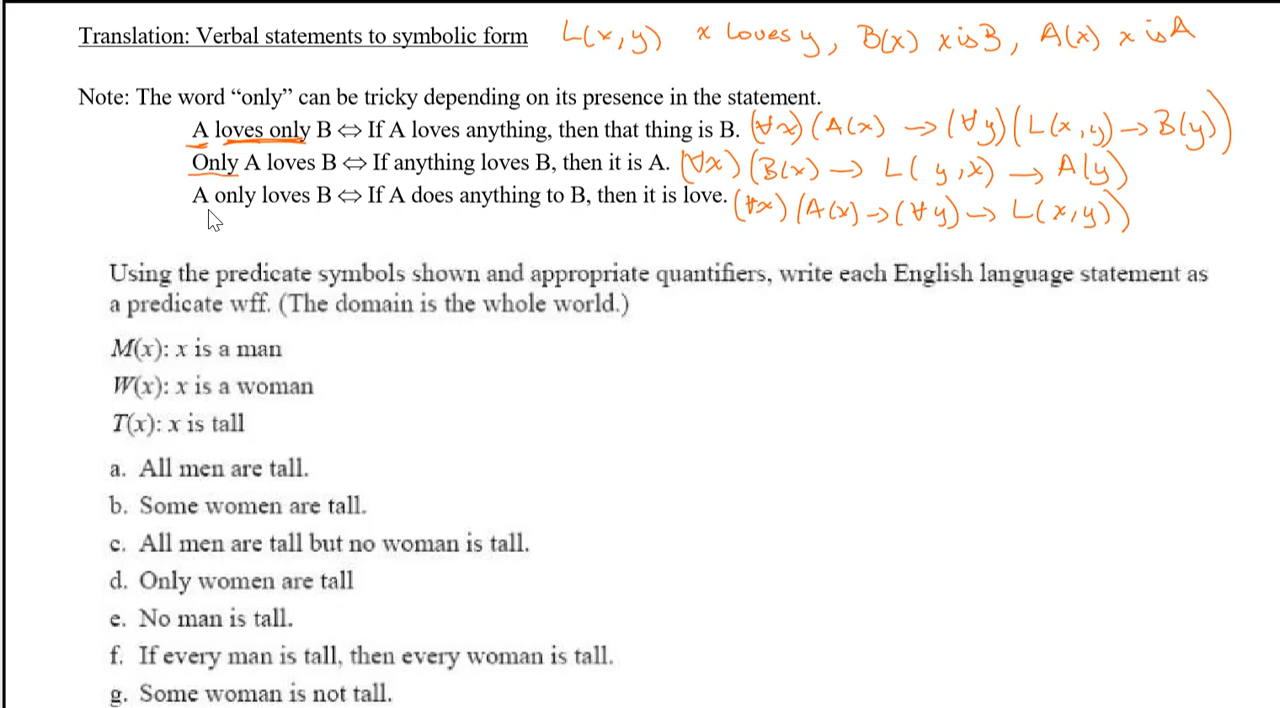 Translation: Verbal statements to symbolic form L(x,y) x loves y, B(x) x is B, A(x) x is A
Note: The word “only” can be tricky depending on its presence in the statement.
A loves only B ⇔ If A loves anything, then that thing is B. (∀x)(A(x) → (∀y)(L(x,y) → B(y))
Only A loves B ⇔ If anything loves B, then it is A. (∀x)(B(x) → L(y,x) → A(y)
A only loves B ⇔ If A does anything to B, then it is love. (∀x)(A(x) → (∀y) → L(x,y))
Using the predicate symbols shown and appropriate quantifiers, write each English language statement as
a predicate wff. (The domain is the whole world.)
M(x): x is a man
W(x): x is a woman
T(x): x is tall
a. All men are tall.
b. Some women are tall.
c. All men are tall but no woman is tall.
d. Only women are tall
e. No man is tall.
f. If every man is tall, then every woman is tall.
g. Some woman is not tall.